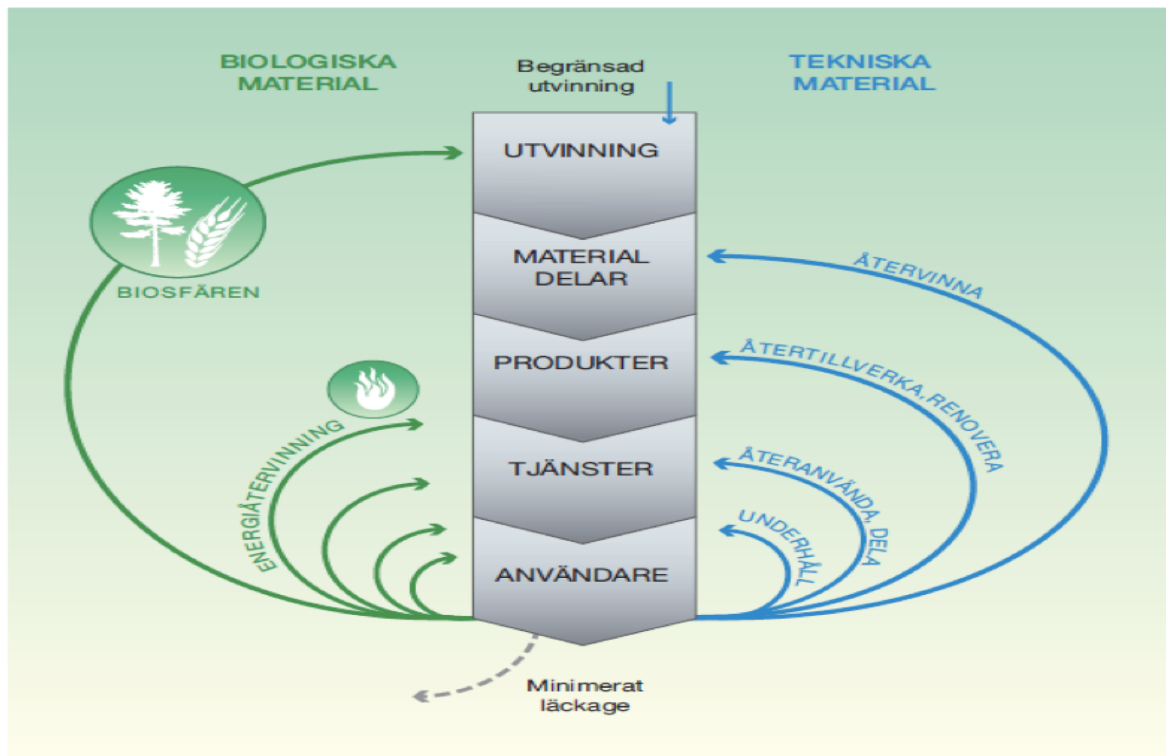 BIOLOGISKA
MATERIAL
Begränsad
utvinning
TEKNISKA
MATERIAL
UTVINNING
MATERIAL
DELAR
PRODUKTER
TJÄNSTER
ANVÄNDARE
BIOSFÄREN
ENERGIÅTERVINNING
ÅTERVINNA
ÅTERTILLVERKA, RENOVERA
ÅTERANVÄNDA, DELA
UNDERHÅLL
Minimerat
läckage